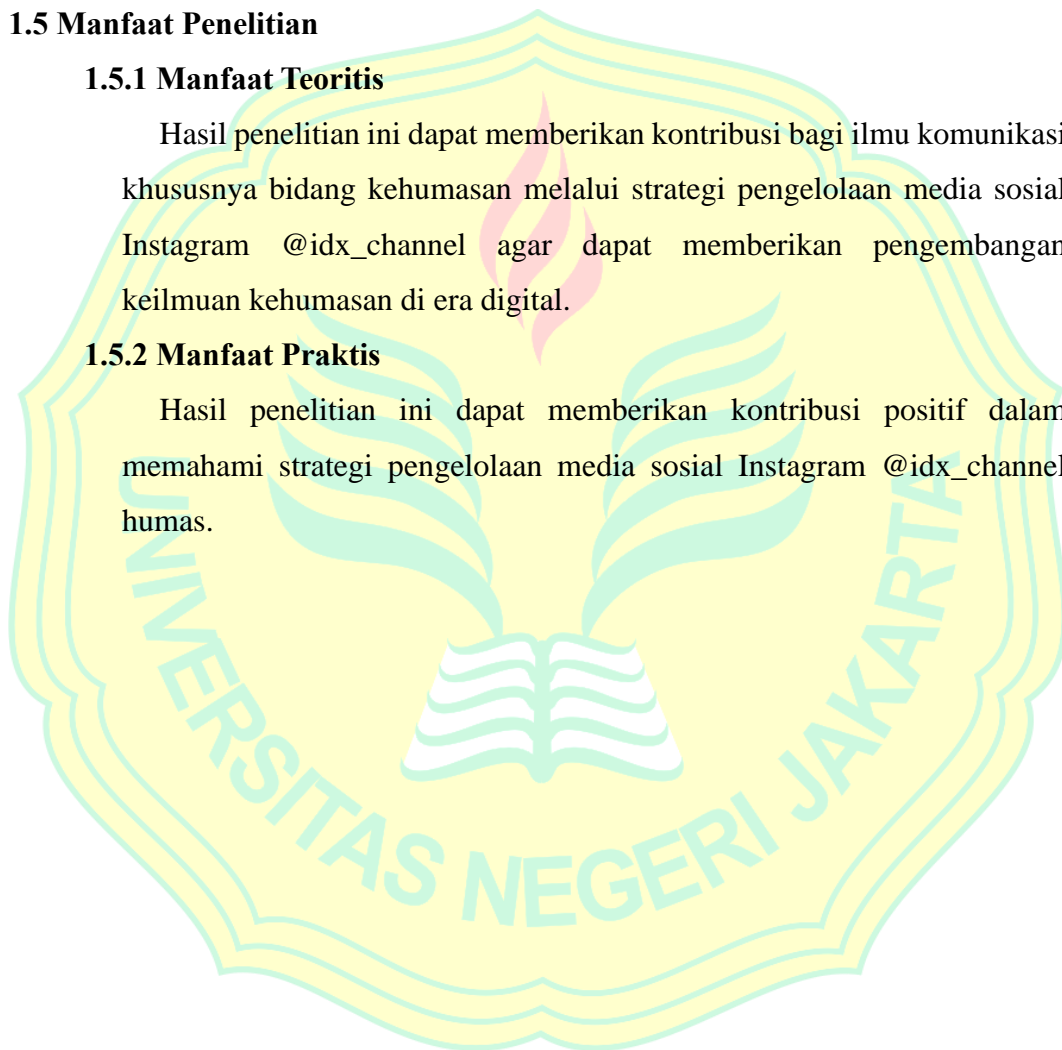 1.5 Manfaat Penelitian
1.5.1 Manfaat Teoritis
Hasil penelitian ini dapat memberikan kontribusi bagi ilmu komunikasi
khususnya bidang kehumasan melalui strategi pengelolaan media sosial
Instagram @idx_channel agar dapat memberikan pengembangan
keilmuan kehumasan di era digital.
1.5.2 Manfaat Praktis
Hasil penelitian ini dapat memberikan kontribusi positif dalam
memahami strategi pengelolaan media sosial Instagram @idx_channel
humas.
UNIVERSITAS NEGERI JAKARTA